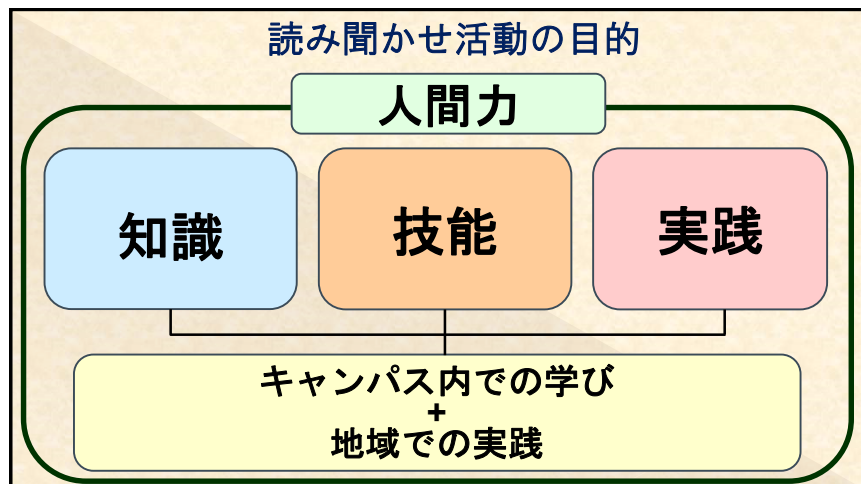 読み聞かせ活動の目的
人間力
知識
技能
実践
キャンパス内での学び
+
地域での実践